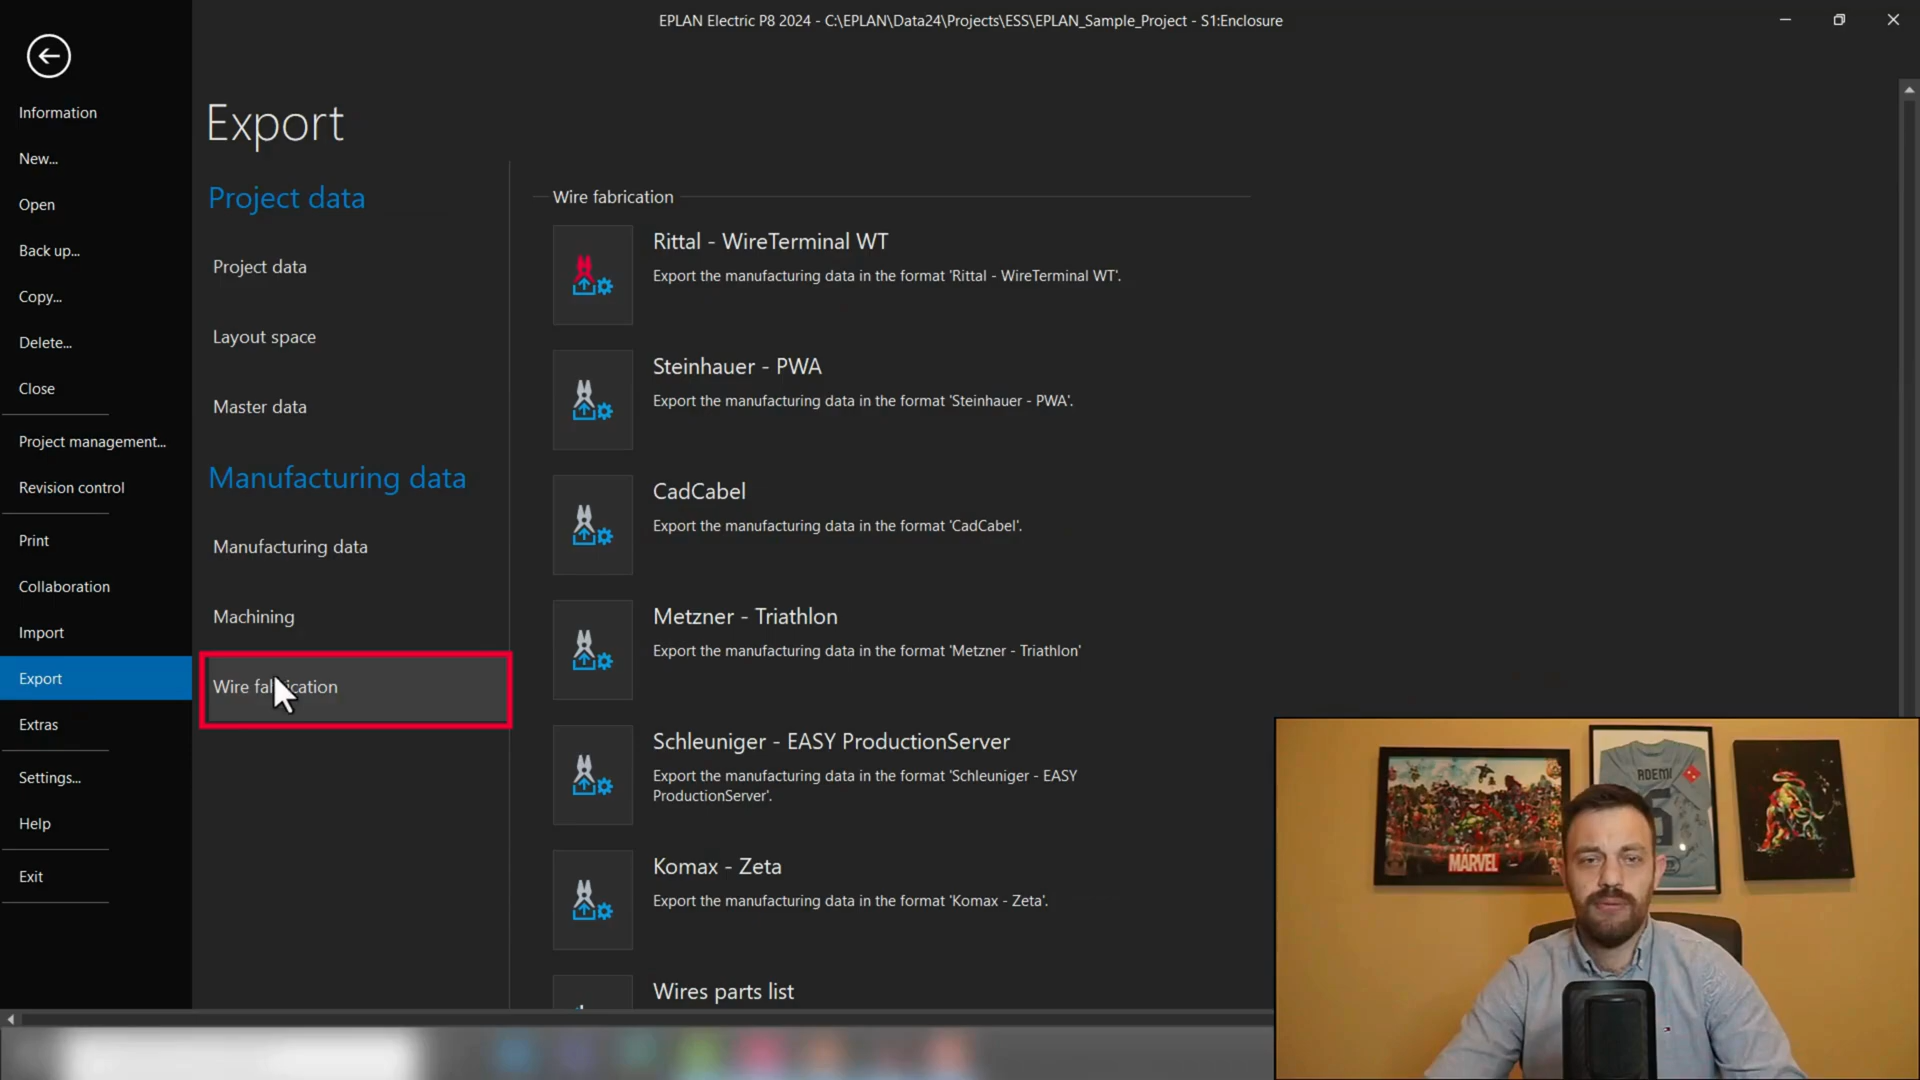 EPLAN Electric P8 2024 - C:\EPLAN\Data24\Projects\ESS\EPLAN_Sample_Project - S1:Enclosure
Information
New...
Open
Back up...
Copy...
Delete...
Close
Project management...
Revision control
Print
Collaboration
Import
Export
Extras
Settings...
Help
Exit
Export
Project data
Project data
Layout space
Master data
Manufacturing data
Manufacturing data
Machining
Wire fabrication
Wire fabrication
Rittal - WireTerminal WT
Export the manufacturing data in the format 'Rittal - WireTerminal WT'.
Steinhauer - PWA
Export the manufacturing data in the format 'Steinhauer - PWA'.
CadCabel
Export the manufacturing data in the format 'CadCabel'.
Metzner - Triathlon
Export the manufacturing data in the format 'Metzner - Triathlon'
Schleuniger - EASY ProductionServer
Export the manufacturing data in the format 'Schleuniger - EASY
ProductionServer'.
Komax - Zeta
Export the manufacturing data in the format 'Komax - Zeta'.
Wires parts list
MARVEL
ADEMI